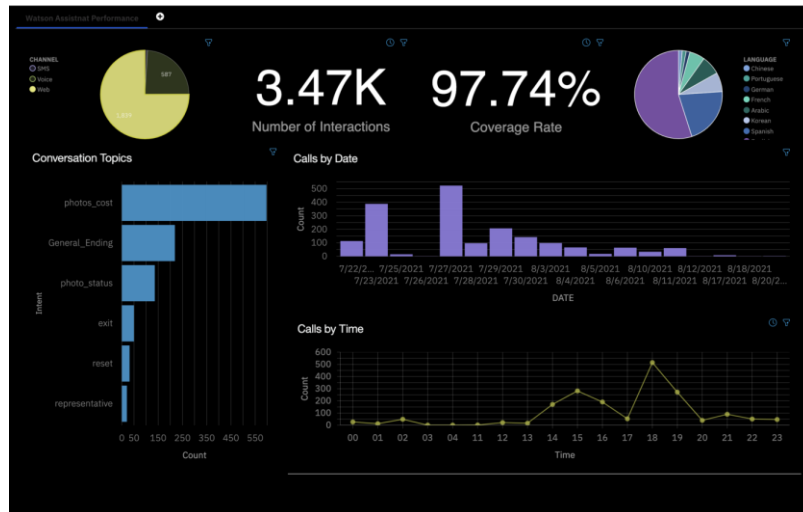 Watson Assistnat Performance
CHANNEL
SMS
Voice
Web
587
3.47K
Number of Interactions
97.74%
Coverage Rate
LANGUAGE
Chinese
Portuguese
German
French
Arabic
Korean
Spanish
Conversation Topics
Intent
photos_cost
General_Ending
photo_status
exit
reset
representative
0 50 150 250 350 450 550
Count
Calls by Date
Count
500
400
300
200
100
0
7/22/2... 7/25/2021 7/27/2021 7/29/2021 8/3/2021 8/5/2021 8/10/2021 8/12/2021 8/18/2021
7/23/2021 7/26/2021 7/28/2021 7/30/2021 8/4/2021 8/6/2021 8/11/2021 8/17/2021 8/20/2...
DATE
Calls by Time
Count
600
500
400
300
200
100
0
00 01 02 03 04 11 12 13 14 15 16 17 18 19 20 21 22 23
Time